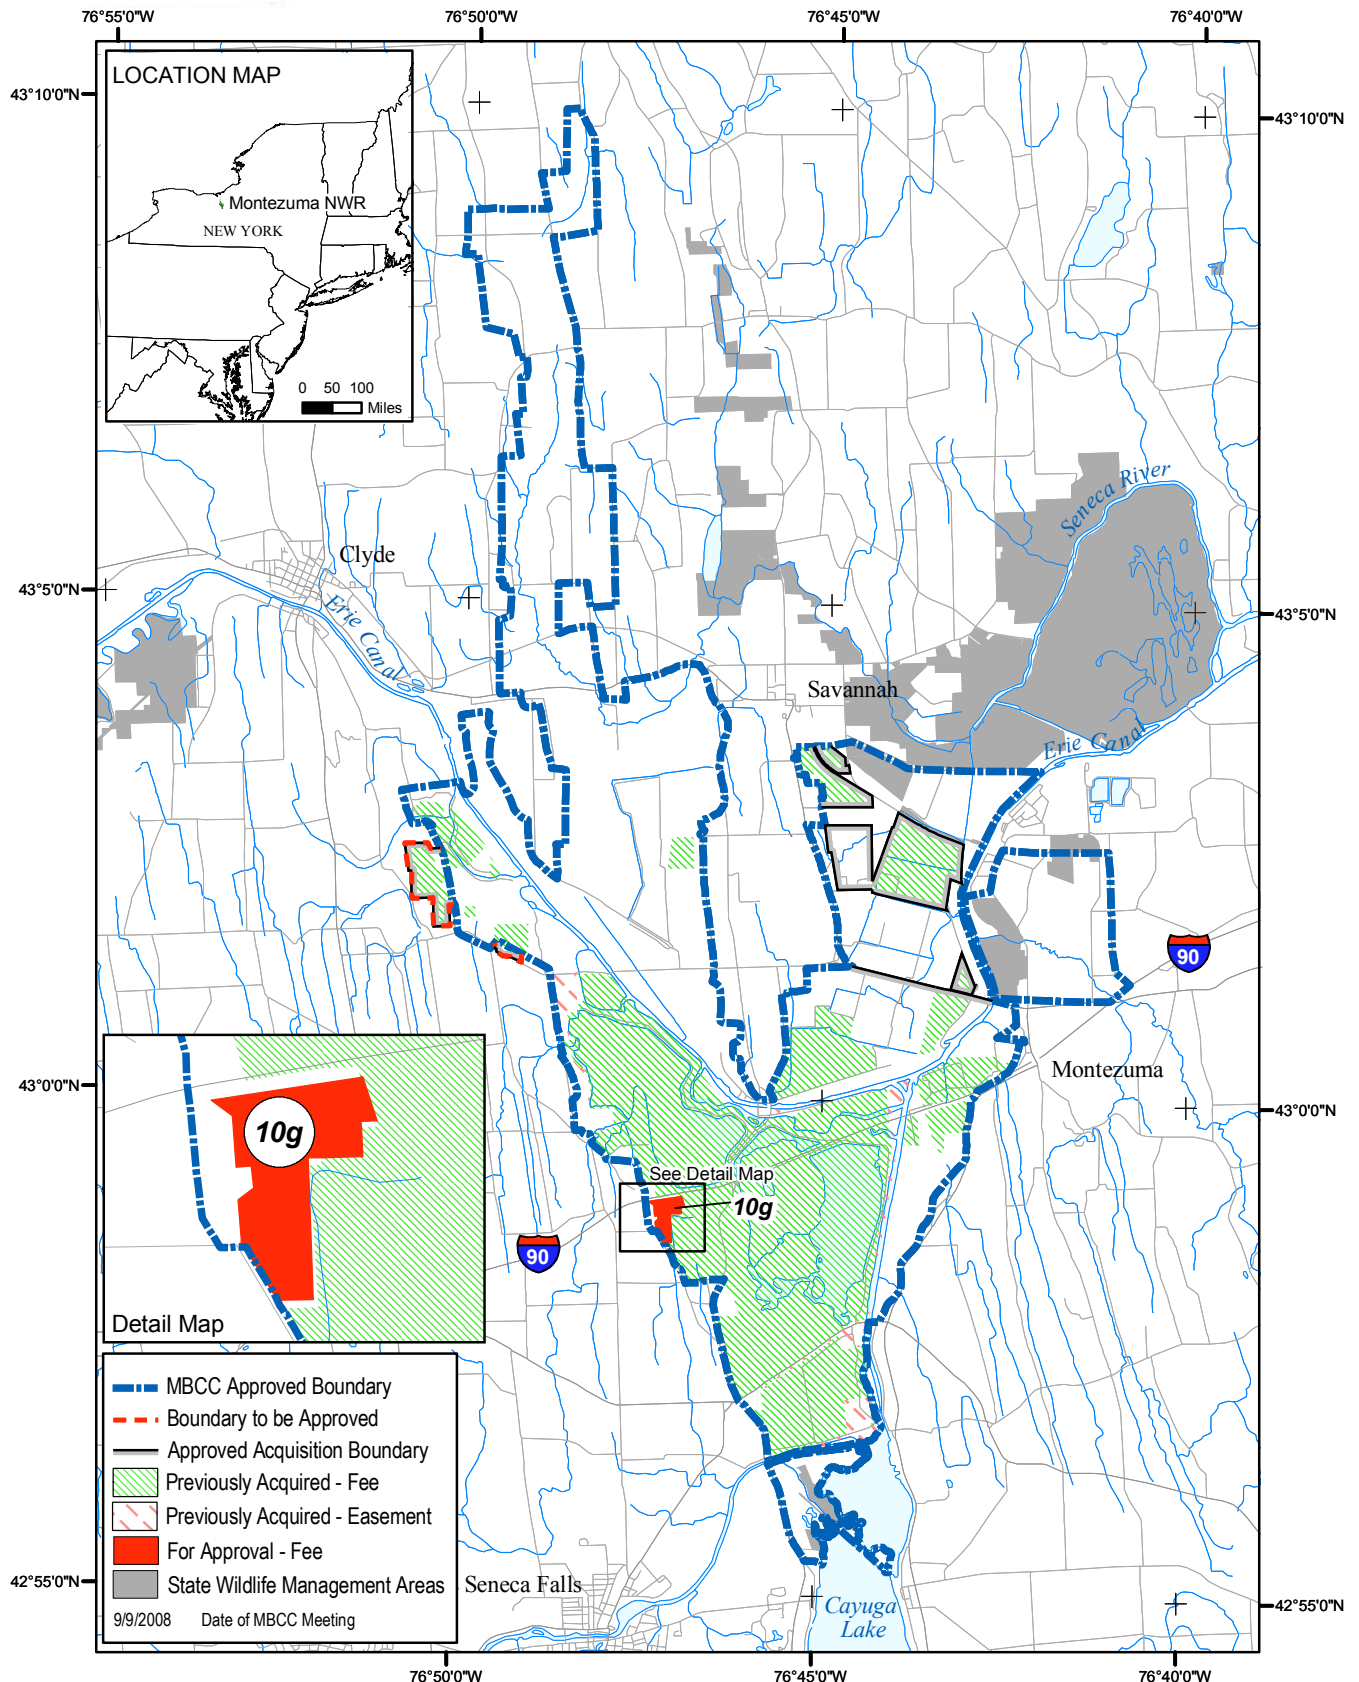 76°55'0"W 76°50'0"W 76°45'0"W 76°40'0"W
43°10'0"N
43°10'0"N
LOCATION MAP
Montezuma NWR
NEW YORK
0 50 100
Miles
Seneca River
Clyde
43°5'0"N
43°5'0"N
Erie Canal
Savannah
Erie Canal
90
43°0'0"N
43°0'0"N
Montezuma
10g
See Detail Map
10g
90
Detail Map
MBCC Approved Boundary
Boundary to be Approved
Approved Acquisition Boundary
Previously Acquired - Fee
Previously Acquired - Easement
For Approval - Fee
State Wildlife Management Areas
9/9/2008 Date of MBCC Meeting
Seneca Falls
Cayuga
Lake
42°55'0"N
42°55'0"N
76°50'0"W 76°45'0"W 76°40'0"W